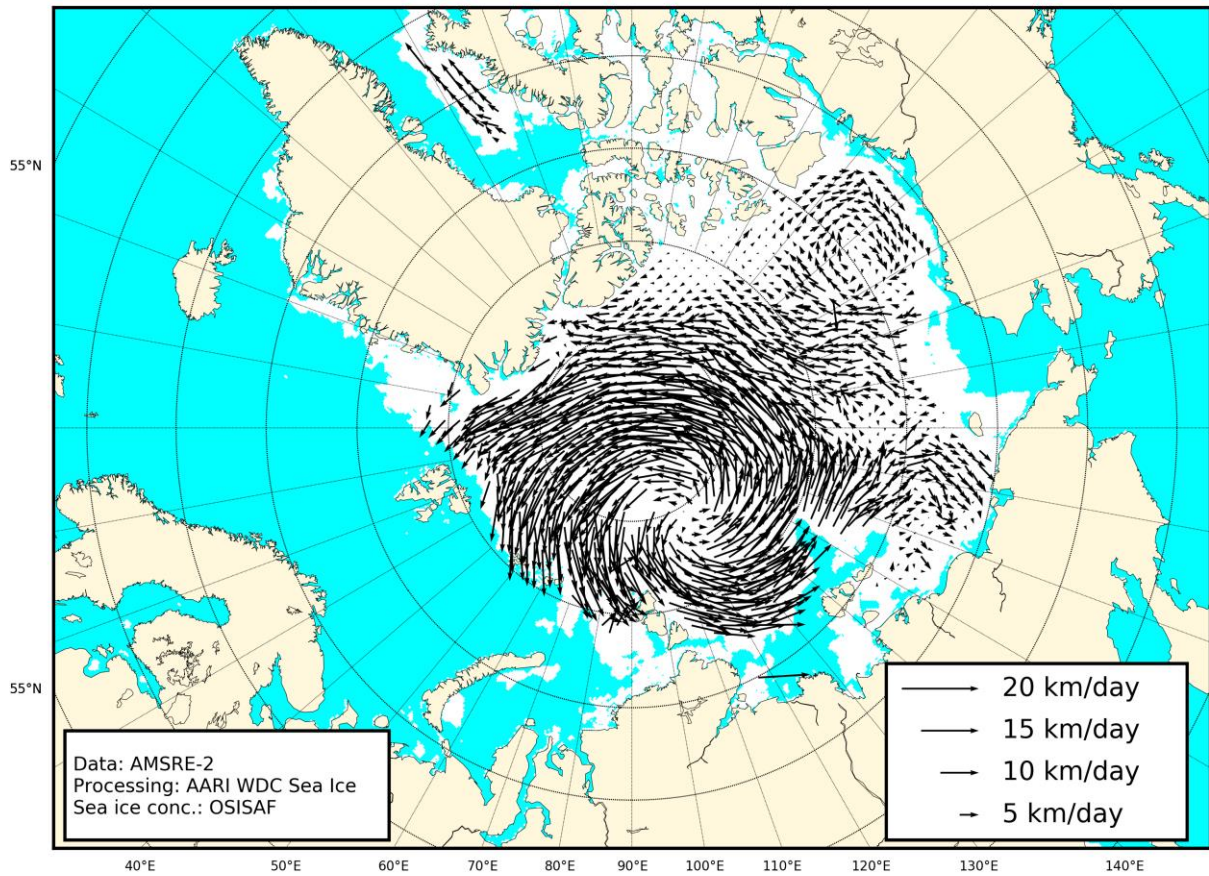 55°N
55°N
Data: AMSRE-2
Processing: AARI WDC Sea Ice
Sea ice conc.: OSISAF
20 km/day
15 km/day
10 km/day
5 km/day
40°E 50°E 60°E 70°E 80°E 90°E 100°E 110°E 120°E 130°E 140°E